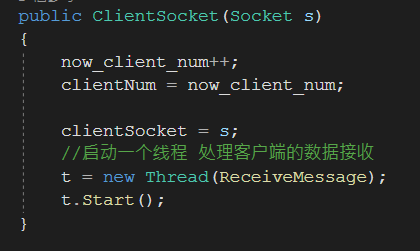 public ClientSocket(Socket s)
{
now_client_num++;
clientNum = now_client_num;
clientSocket = s;
//启动一个线程 处理客户端的数据接收
t = new Thread(ReceiveMessage);
t.Start();
}